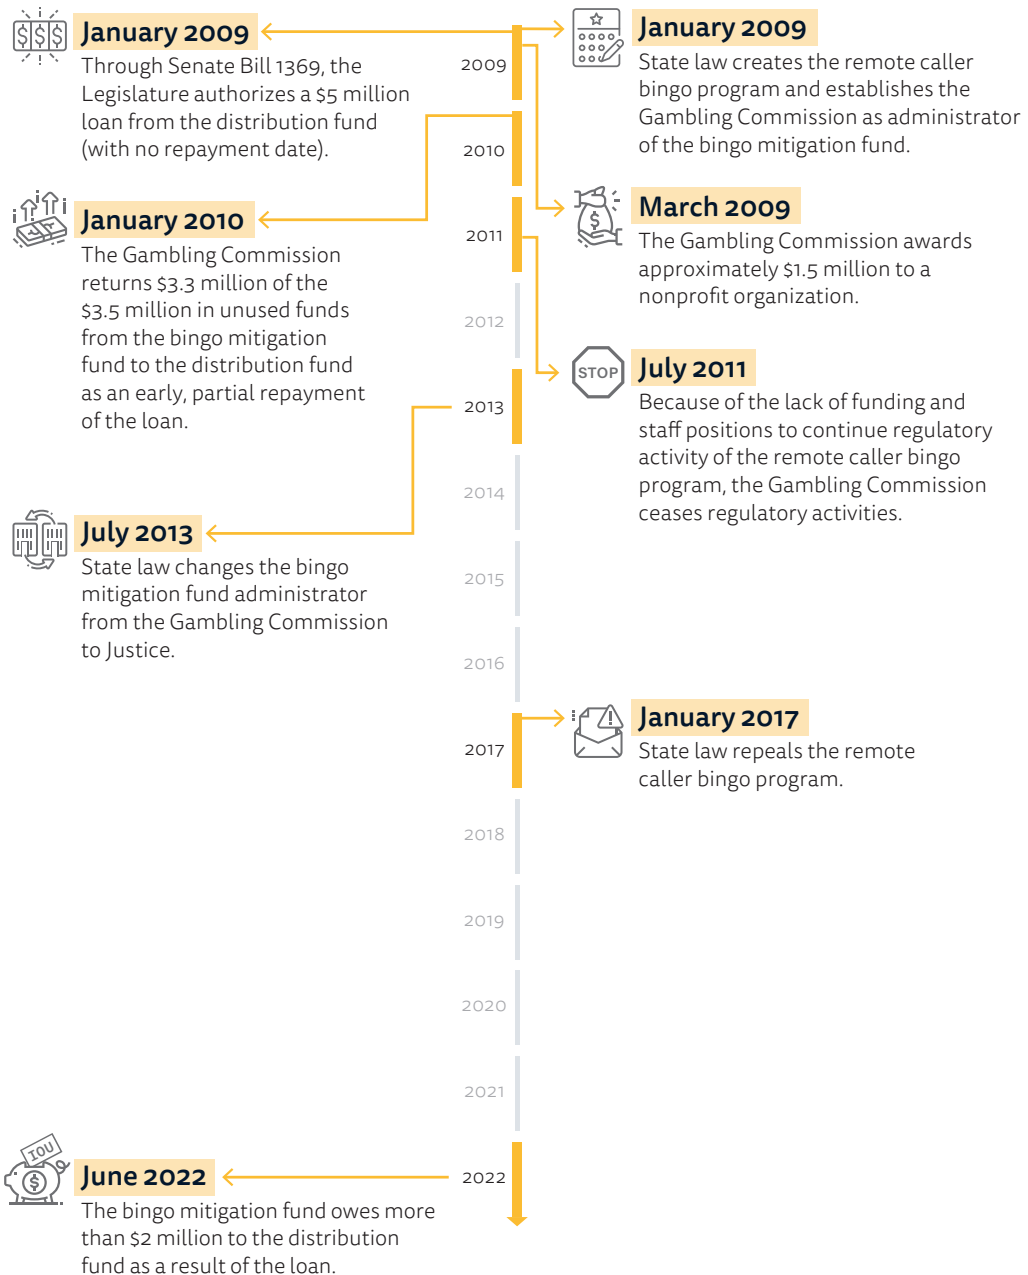 January 2009
Through Senate Bill 1369, the
Legislature authorizes a $5 million
loan from the distribution fund
(with no repayment date).
January 2009
State law creates the remote caller
bingo program and establishes the
Gambling Commission as administrator
of the bingo mitigation fund.
2009
2010
January 2010
The Gambling Commission
returns $3.3 million of the
$3.5 million in unused funds
from the bingo mitigation
fund to the distribution fund
as an early, partial repayment
of the loan.
$
March 2009
The Gambling Commission awards
approximately $1.5 million to a
nonprofit organization.
2011
2012
STOP
July 2011
Because of the lack of funding and
staff positions to continue regulatory
activity of the remote caller bingo
program, the Gambling Commission
ceases regulatory activities.
2013
2014
July 2013
State law changes the bingo
mitigation fund administrator
from the Gambling Commission
to Justice.
2015
2016
2017
January 2017
State law repeals the remote
caller bingo program.
2018
2019
2020
2021
2022
IOU
$
June 2022
The bingo mitigation fund owes more
than $2 million to the distribution
fund as a result of the loan.